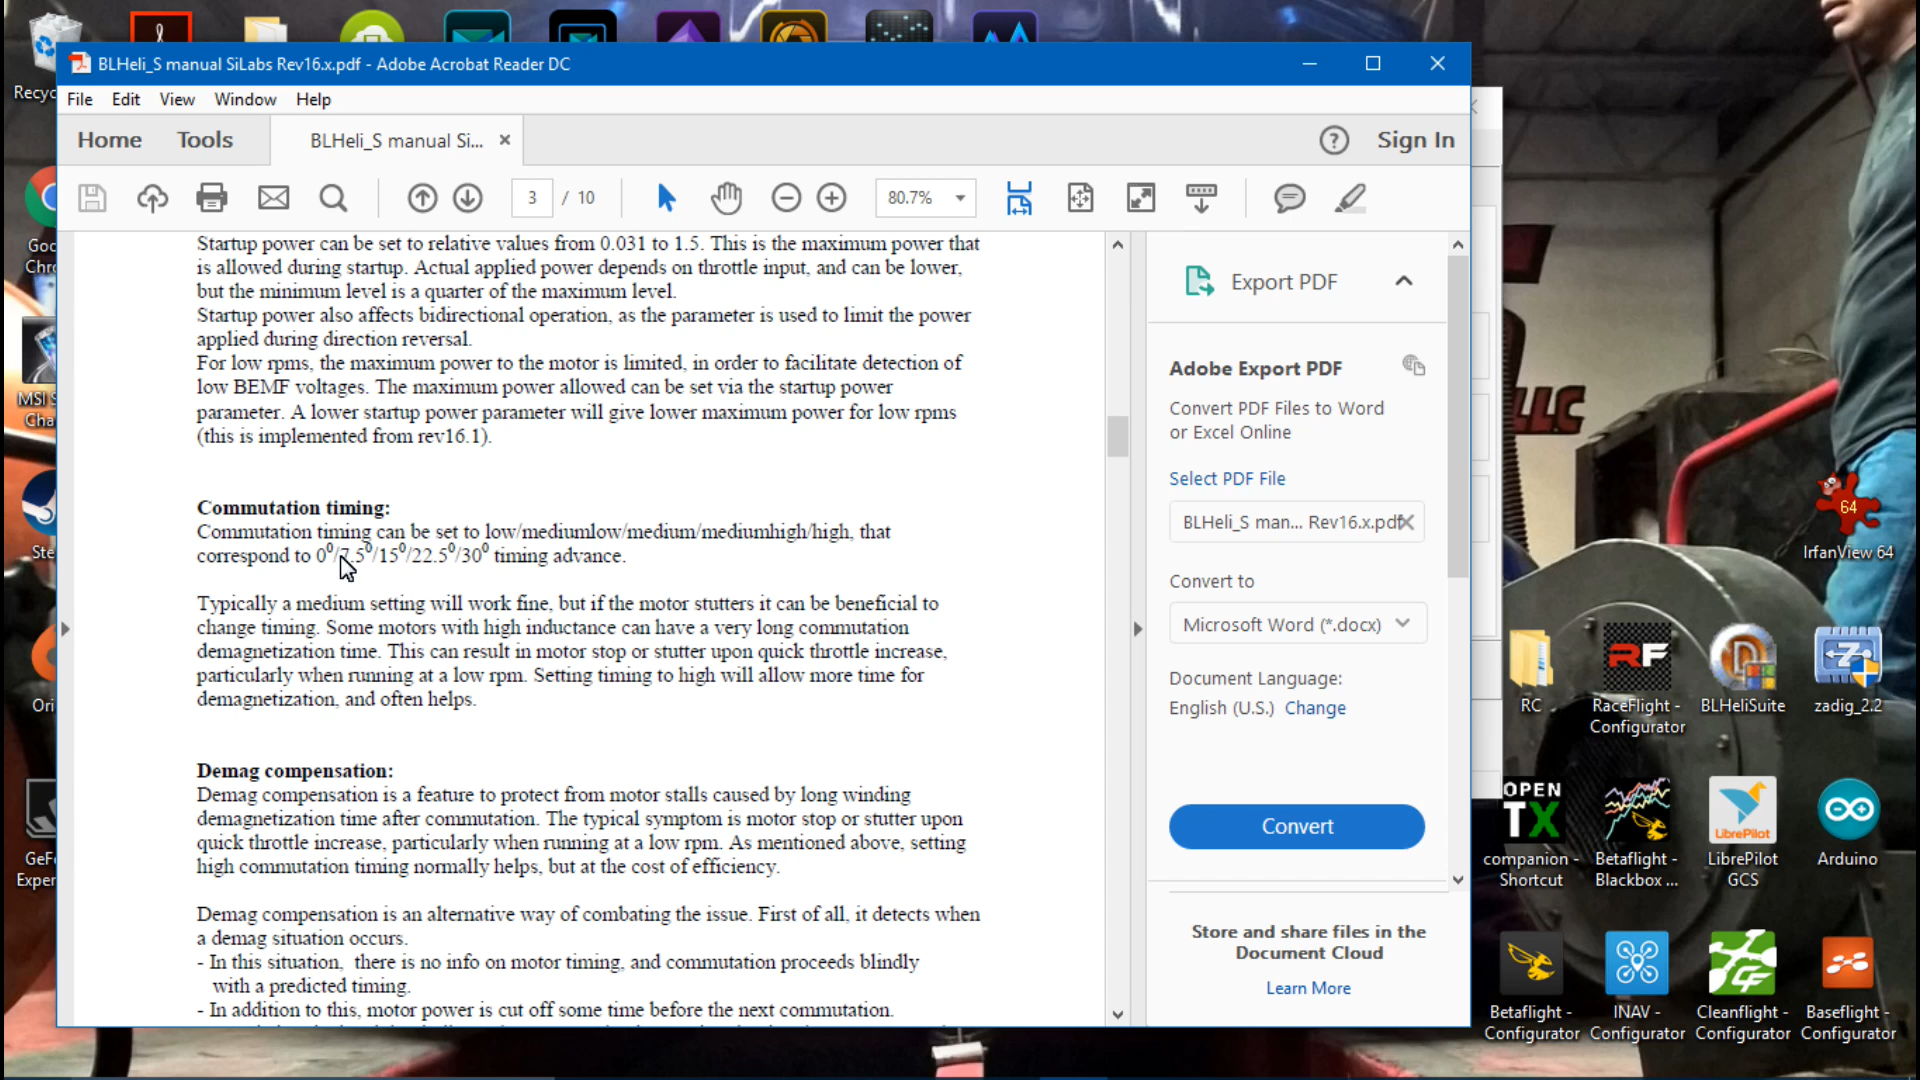 BLHeli_S manual SiLabs Rev16.x.pdf - Adobe Acrobat Reader DC
File Edit View Window Help
Home Tools BLHeli_S manual Si... Sign In
3 / 10 80.7%
Startup power can be set to relative values from 0.031 to 1.5. This is the maximum power that
is allowed during startup. Actual applied power depends on throttle input, and can be lower,
but the minimum level is a quarter of the maximum level.
Startup power also affects bidirectional operation, as the parameter is used to limit the power
applied during direction reversal.
For low rpms, the maximum power to the motor is limited, in order to facilitate detection of
low BEMF voltages. The maximum power allowed can be set via the startup power
parameter. A lower startup power parameter will give lower maximum power for low rpms
(this is implemented from rev16.1).
Commutation timing:
Commutation timing can be set to low/mediumlow/medium/mediumhigh/high, that
correspond to 0⁰/7.5⁰/15⁰/22.5⁰/30⁰ timing advance.
Typically a medium setting will work fine, but if the motor stutters it can be beneficial to
change timing. Some motors with high inductance can have a very long commutation
demagnetization time. This can result in motor stop or stutter upon quick throttle increase,
particularly when running at a low rpm. Setting timing to high will allow more time for
demagnetization, and often helps.
Demag compensation:
Demag compensation is a feature to protect from motor stalls caused by long winding
demagnetization time after commutation. The typical symptom is motor stop or stutter upon
quick throttle increase, particularly when running at a low rpm. As mentioned above, setting
high commutation timing normally helps, but at the cost of efficiency.
Demag compensation is an alternative way of combating the issue. First of all, it detects when
a demag situation occurs.
- In this situation, there is no info on motor timing, and commutation proceeds blindly
with a predicted timing.
- In addition to this, motor power is cut off some time before the next commutation.
Export PDF
Adobe Export PDF
Convert PDF Files to Word
or Excel Online
Select PDF File
BLHeli_S man... Rev16.x.pdf
Convert to
Microsoft Word (*.docx)
Document Language:
English (U.S.) Change
Convert
Store and share files in the
Document Cloud
Learn More
Recyc
Goo
Chr
MSI S
Cha
Ste
Ori
GeFo
Exper
LLC
64
IrfanView 64
RC
RF
RaceFlight -
Configurator
BLHeliSuite
zadig_2.2
OPEN
TX
companion -
Shortcut
Betaflight -
Blackbox ...
LibrePilot
LibrePilot
GCS
Arduino
Betaflight -
Configurator
INAV -
Configurator
CF
Cleanflight -
Configurator
Baseflight -
Configurator